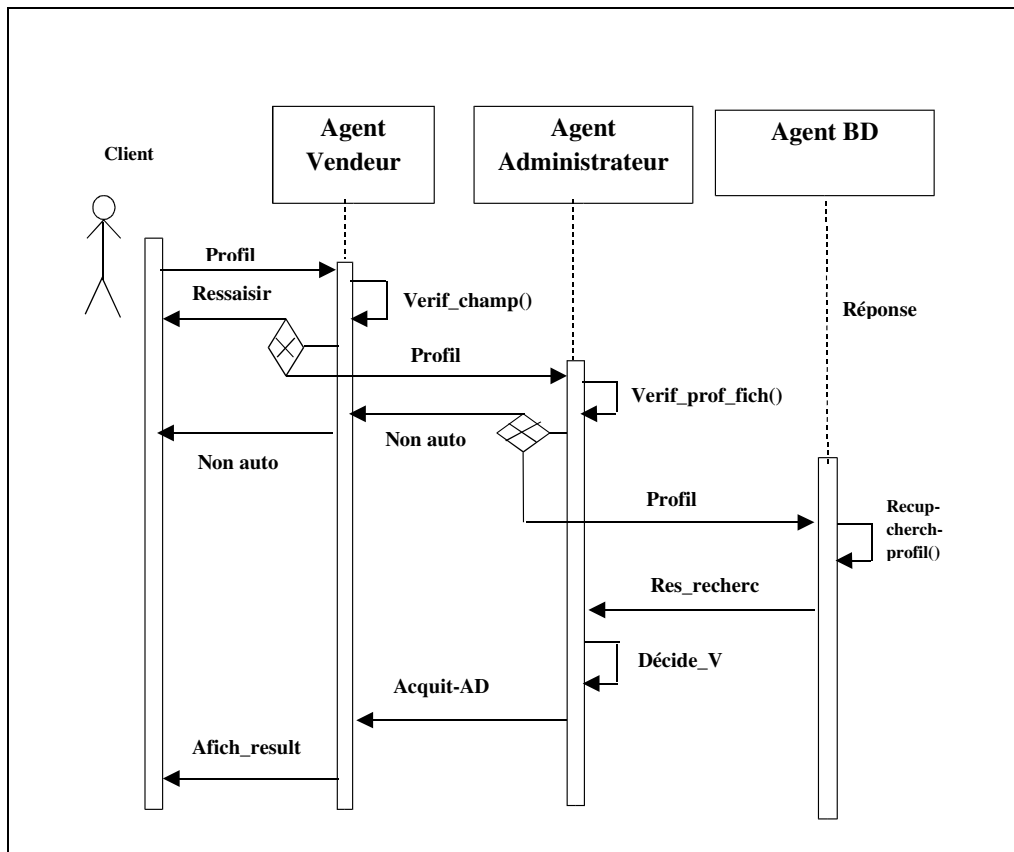 Client
Agent
Vendeur
Agent
Administrateur
Agent BD
Profil
Ressaisir
Verif_champ()
Réponse
Profil
Verif_prof_fich()
Non auto
Non auto
Profil
Recup-
cherch-
profil()
Res_recherc
Décide_V
Acquit-AD
Afich_result